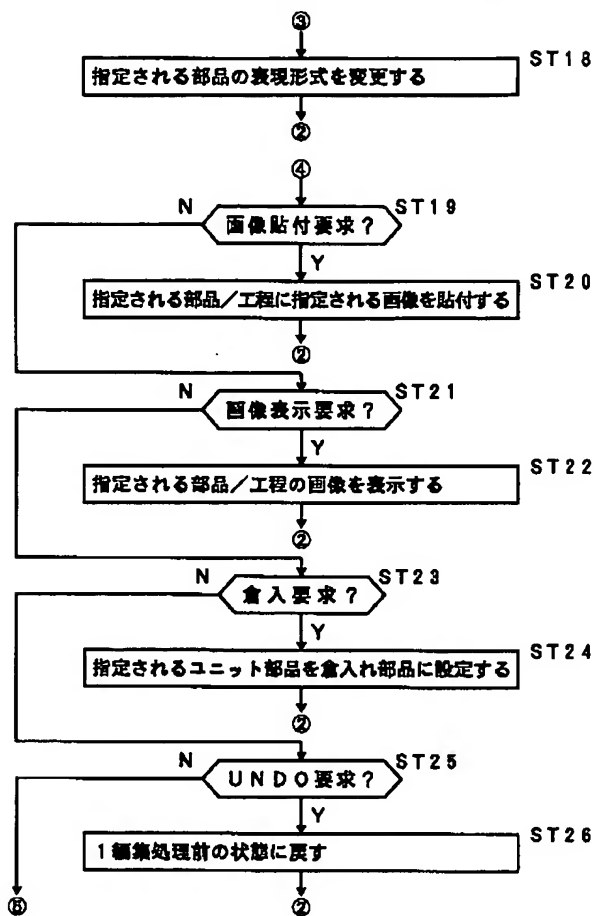 ③
ST18
指定される部品の表現形式を変更する
②
④
N
画像貼付要求？
ST19
Y
ST20
指定される部品／工程に指定される画像を貼付する
②
N
画像表示要求？
ST21
Y
ST22
指定される部品／工程の画像を表示する
②
N
倉入要求？
ST23
Y
ST24
指定されるユニット部品を倉入れ部品に設定する
②
N
UNDO要求？
ST25
Y
ST26
1編集処理前の状態に戻す
⑤
②